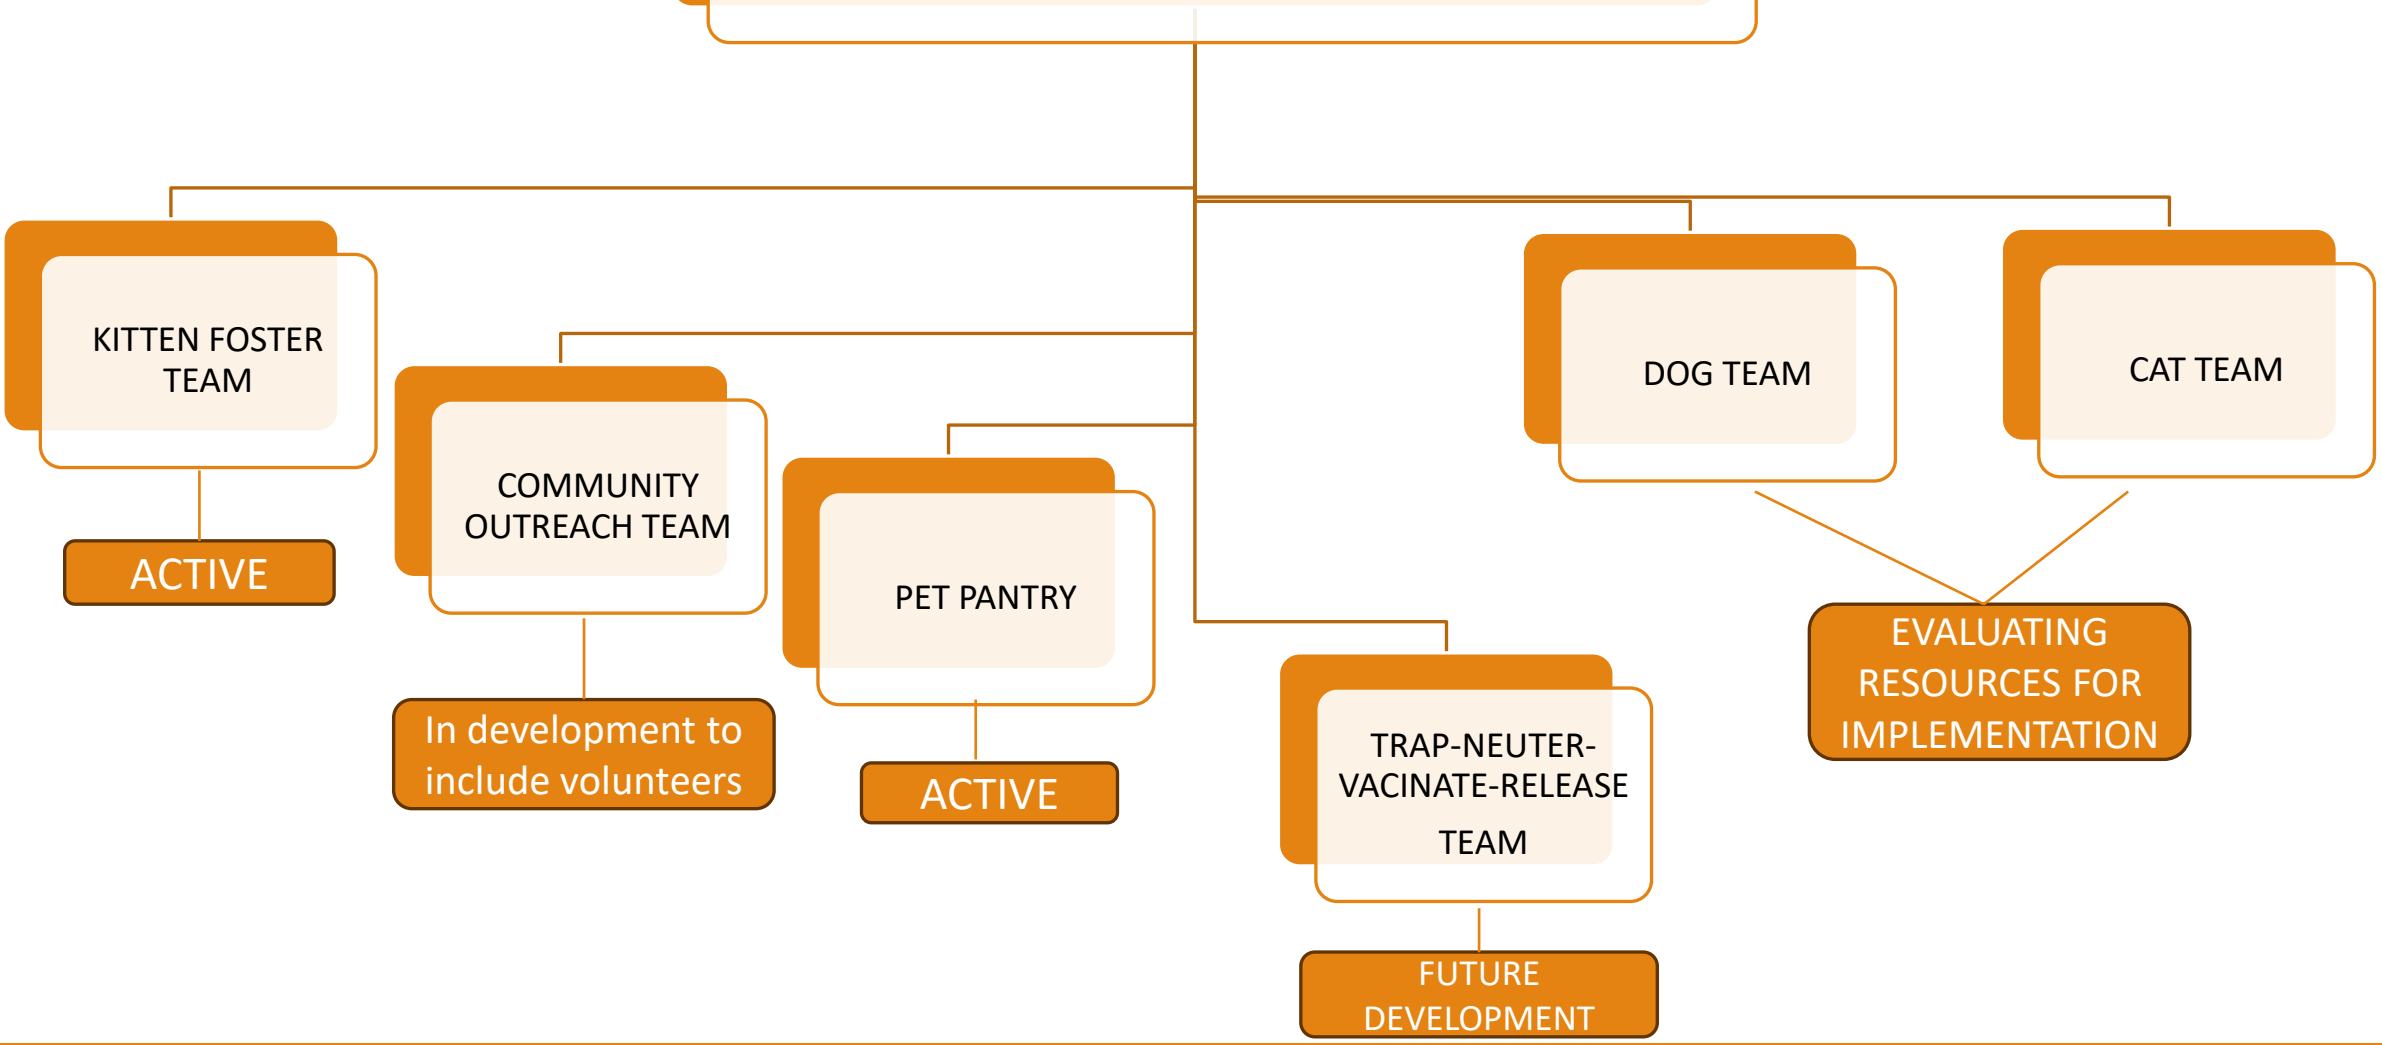 KITTEN FOSTER
TEAM
ACTIVE
COMMUNITY
OUTREACH TEAM
In development to
include volunteers
PET PANTRY
ACTIVE
TRAP-NEUTER-
VACINATE-RELEASE
TEAM
FUTURE
DEVELOPMENT
DOG TEAM
CAT TEAM
EVALUATING
RESOURCES FOR
IMPLEMENTATION